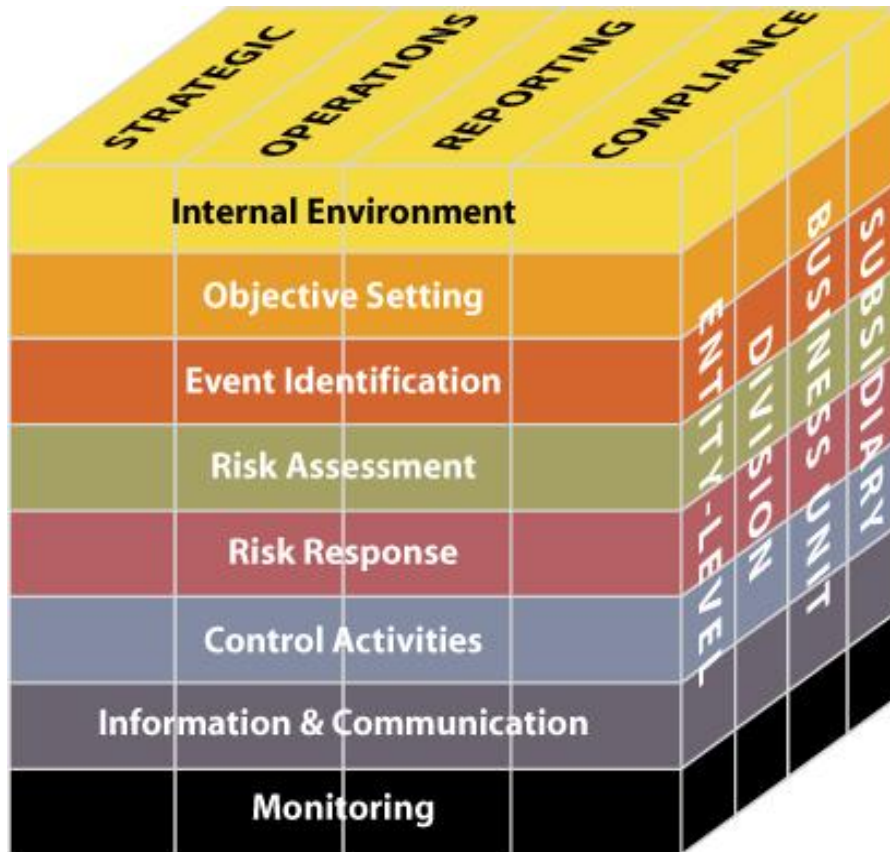 STRATEGIC
OPERATIONS
REPORTING
COMPLIANCE
Internal Environment
Objective Setting
Event Identification
Risk Assessment
Risk Response
Control Activities
Information & Communication
Monitoring
ENTITY-LEVEL
DIVISION
BUSINESS UNIT
SUBSIDIARY